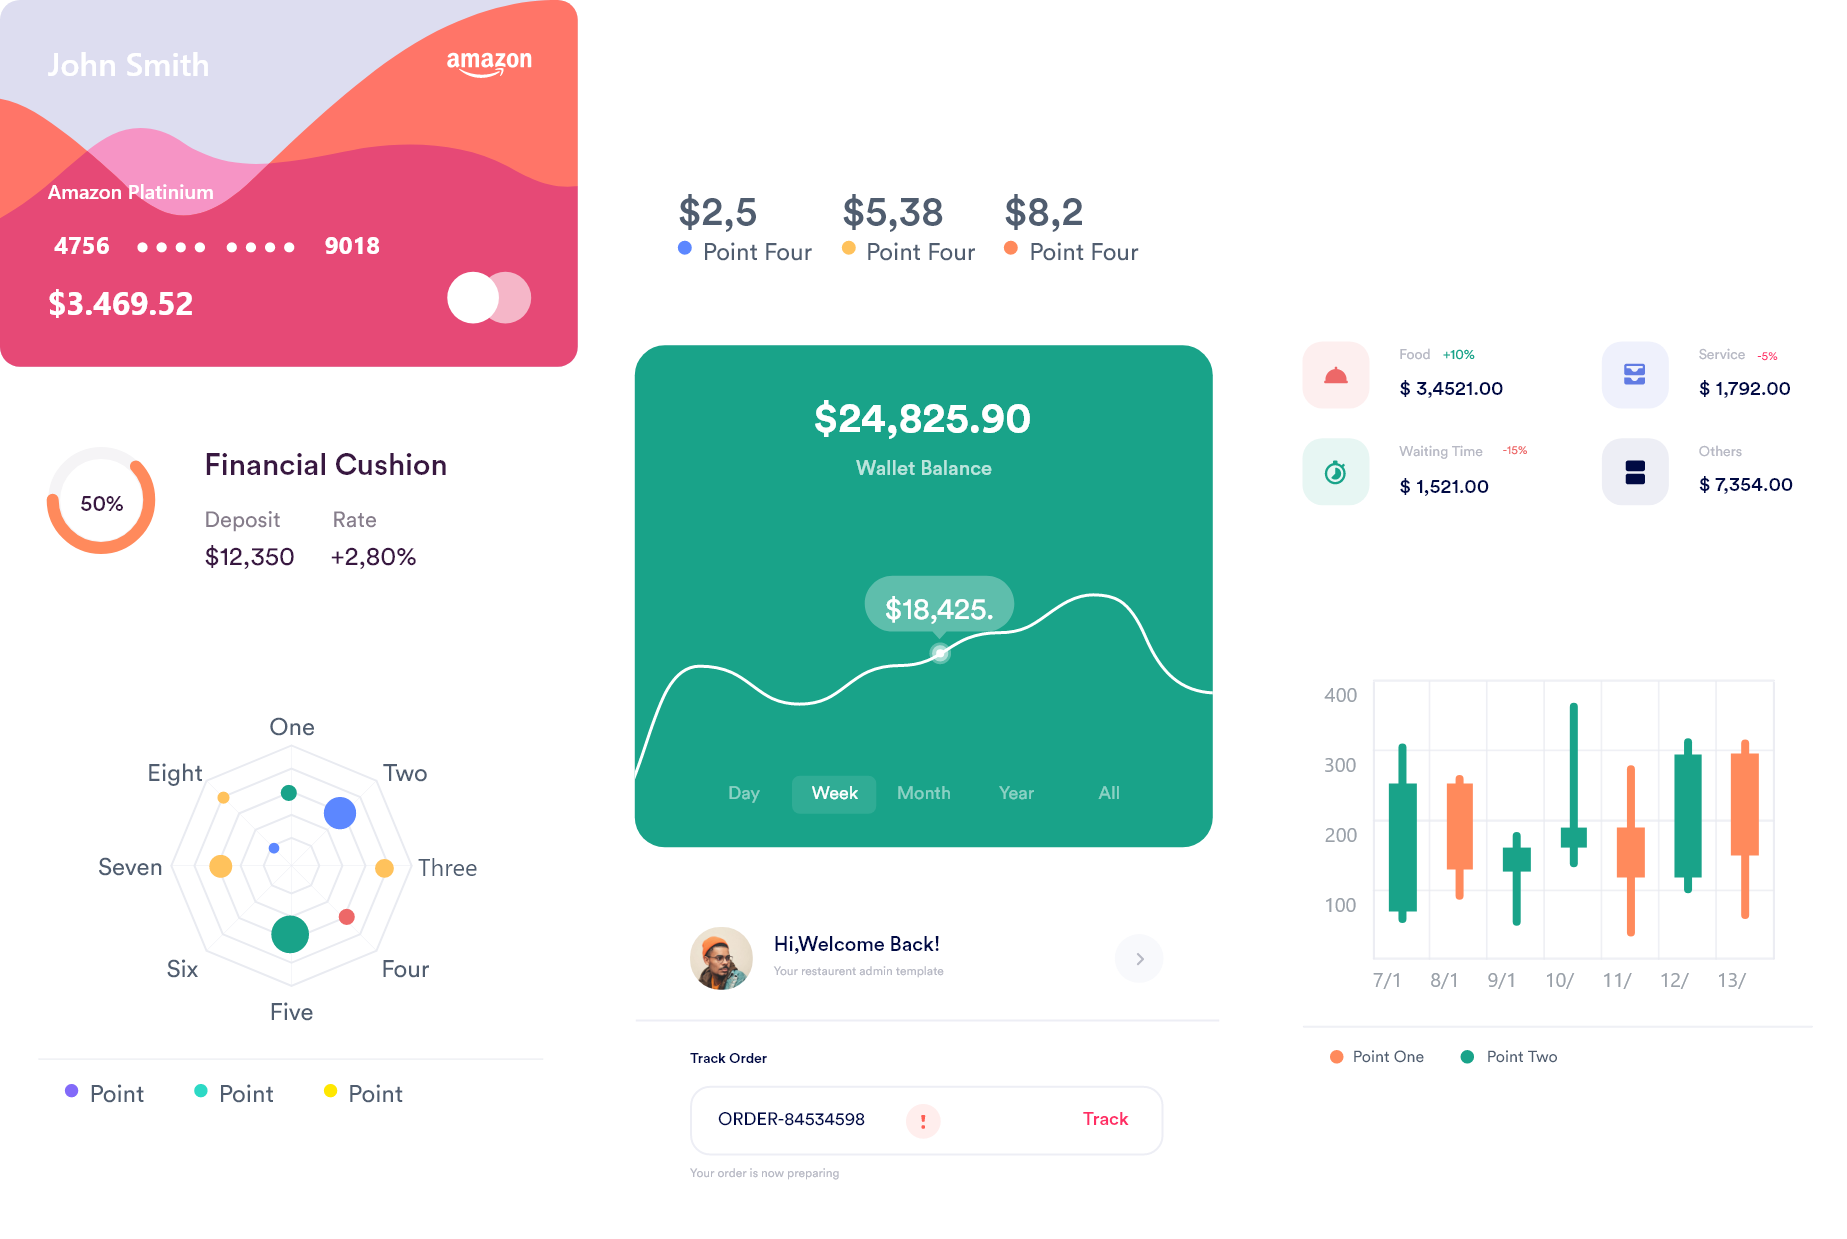 John Smith
amazon
Amazon Platinium
4756 •••• •••• 9018
$3.469.52
Financial Cushion
50%
Deposit Rate
$12,350 +2,80%
One
Two
Three
Four
Five
Six
Seven
Eight
Point Point Point
$2,5 $5,38 $8,2
Point Four Point Four Point Four
$24,825.90
Wallet Balance
$18,425.
Day Week Month Year All
Hi,Welcome Back!
Your restaurent admin template
Track Order
ORDER-84534598 ! Track
Your order is now preparing
Food +10%
$ 3,4521.00
Service -5%
$ 1,792.00
Waiting Time -15%
$ 1,521.00
Others
$ 7,354.00
400
300
200
100
7/1 8/1 9/1 10/ 11/ 12/ 13/
Point One Point Two